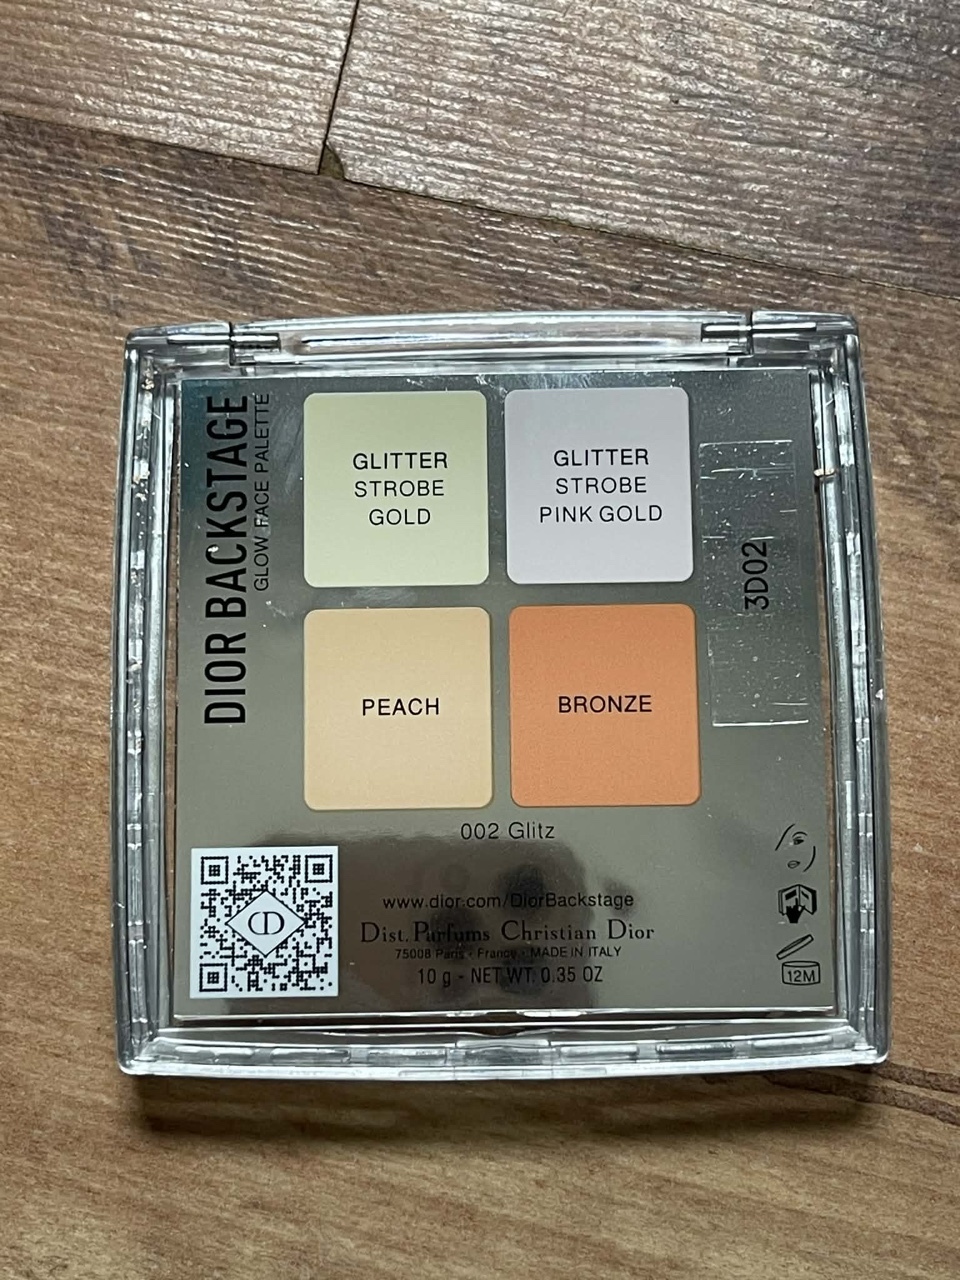 DIOR BACKSTAGE
GLOW FACE PALETTE
GLITTER
STROBE
GOLD
GLITTER
STROBE
PINK GOLD
PEACH
BRONZE
3D02
002 Glitz
CD
www.dior.com/DiorBackstage
Dist. Parfums Christian Dior
75008 Paris - France - MADE IN ITALY
10 g - NET WT. 0.35 OZ
12M